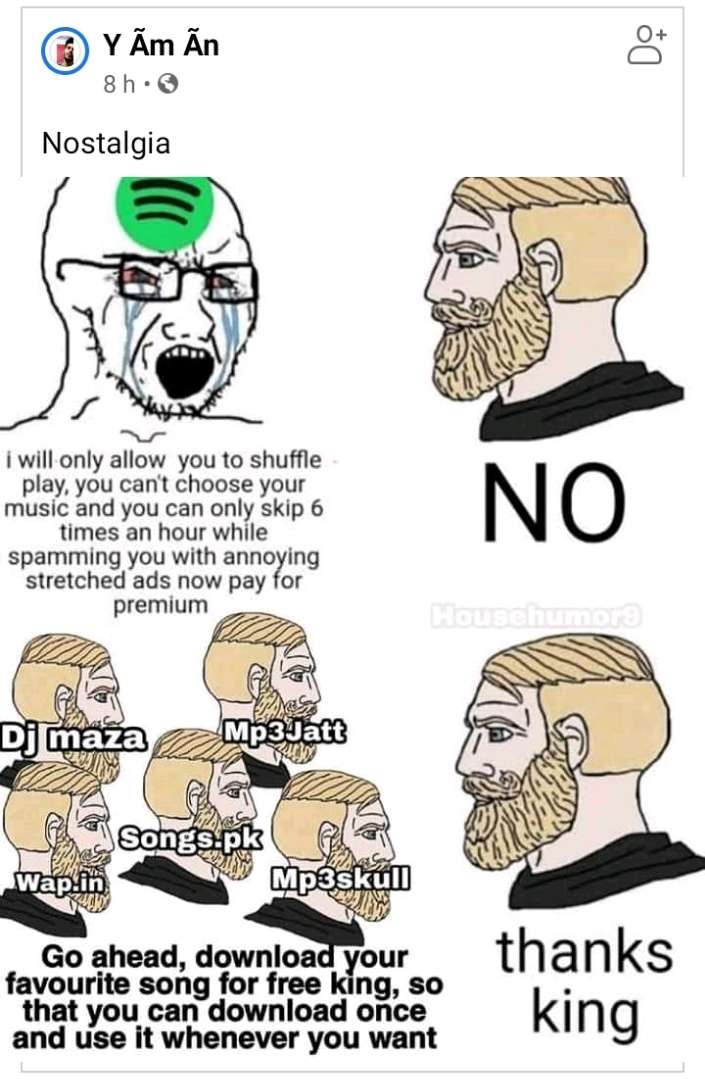 Y Ãm Ãn
8 h ·
Nostalgia
i will only allow you to shuffle
play, you can't choose your
music and you can only skip 6
times an hour while
spamming you with annoying
stretched ads now pay for
premium
NO
Househumor9
Dj maza
Mp3Jatt
Songs.pk
Wap.in
Mp3skull
Go ahead, download your
favourite song for free king, so
that you can download once
and use it whenever you want
thanks
king